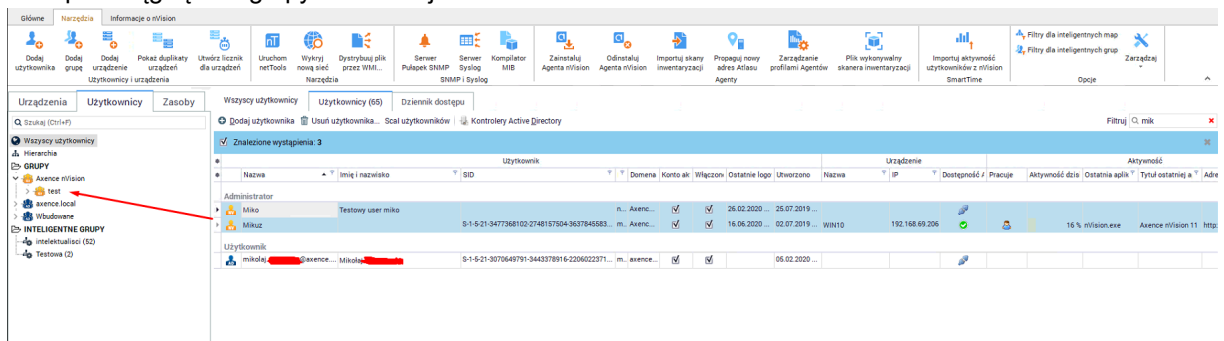 Główne Narzędzia Informacje o nVision
Dodaj użytkownika
Dodaj grupę
Dodaj urządzenie
Pokaż duplikaty urządzeń
Utwórz licznik dla urządzeń
Uruchom netTools
Wykryj nową sieć
Dystrybuuj plik przez WMI...
Serwer Pułapek SNMP
Serwer Syslog
Kompilator MIB
Zainstaluj Agenta nVision
Odinstaluj Agenta nVision
Importuj skany inwentaryzacji
Propaguj nowy adres Atlasu
Zarządzanie profilami Agentów
Plik wykonywalny skanera inwentaryzacji
Importuj aktywność użytkowników z nVision
Filtry dla inteligentnych map
Filtry dla inteligentnych grup
Zarządzaj
Użytkownicy i urządzenia Narzędzia SNMP i Syslog Agenty SmartTime Opcje
Urządzenia Użytkownicy Zasoby
Wszyscy użytkownicy Użytkownicy (65) Dziennik dostępu
Szukaj (Ctrl+F)
Dodaj użytkownika Usuń użytkownika... Scal użytkowników Kontrolery Active Directory
Filtruj mik
Wszyscy użytkownicy
Hierarchia
GRUPY
Axence nVision
test
axence.local
Wbudowane
INTELIGENTNE GRUPY
intelektualisci (52)
Testowa (2)
Znalezione wystąpienia: 3
Użytkownik Urządzenie Aktywność
Nazwa Imię i nazwisko SID Domena Konto ak Włączon Ostatnie logo Utworzono Nazwa IP Dostępność A Pracuje Aktywność dzis Ostatnia aplik Tytuł ostatniej a Adre
Administrator
Miko Testowy user miko n... Axenc... 26.02.2020 ... 25.07.2019 ...
Mikuz S-1-5-21-3477368102-2748157504-3637845583... m.. Axenc... 16.06.2020 ... 02.07.2019 ... WIN10 192.168.69.206 16 % nVision.exe Axence nVision 11 http:
Użytkownik
mikolaj. @axence.... Mikołaj S-1-5-21-3070649791-3443378916-2206022371... m.. axence... 05.02.2020 ...